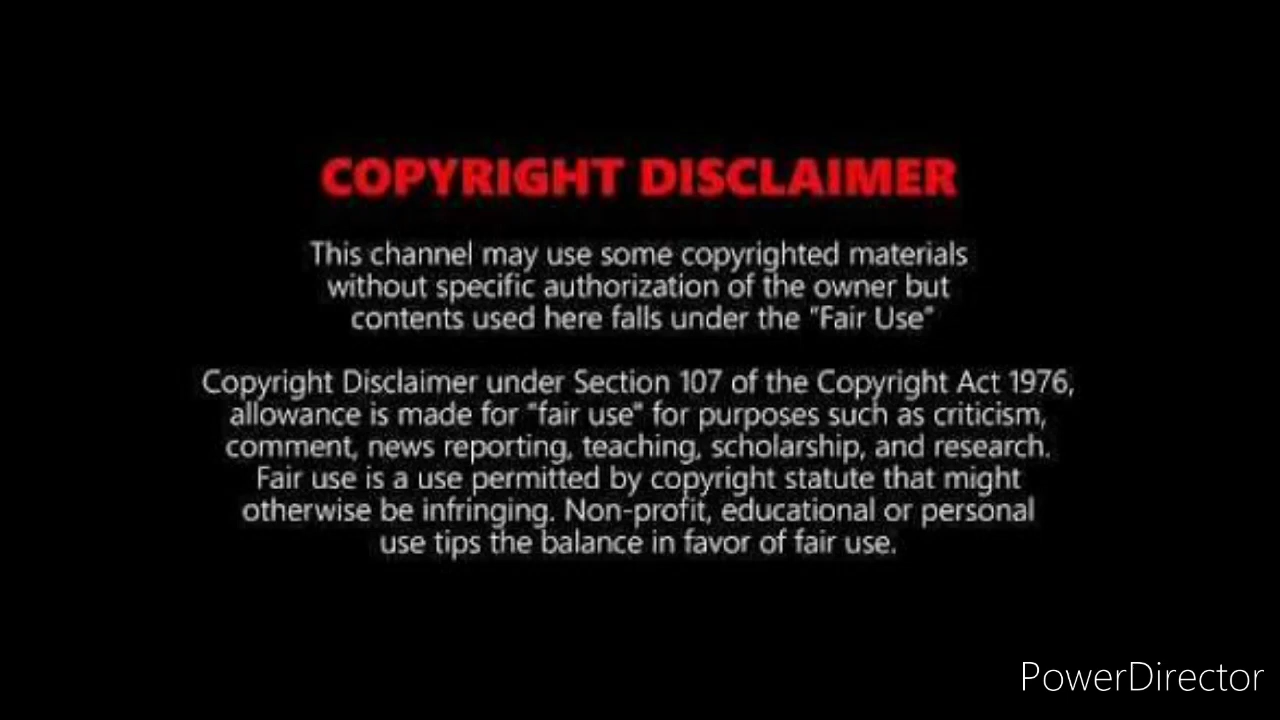 COPYRIGHT DISCLAIMER
This channel may use some copyrighted materials
without specific authorization of the owner but
contents used here falls under the "Fair Use"
Copyright Disclaimer under Section 107 of the Copyright Act 1976,
allowance is made for "fair use" for purposes such as criticism,
comment, news reporting, teaching, scholarship, and research.
Fair use is a use permitted by copyright statute that might
otherwise be infringing. Non-profit, educational or personal
use tips the balance in favor of fair use.
PowerDirector